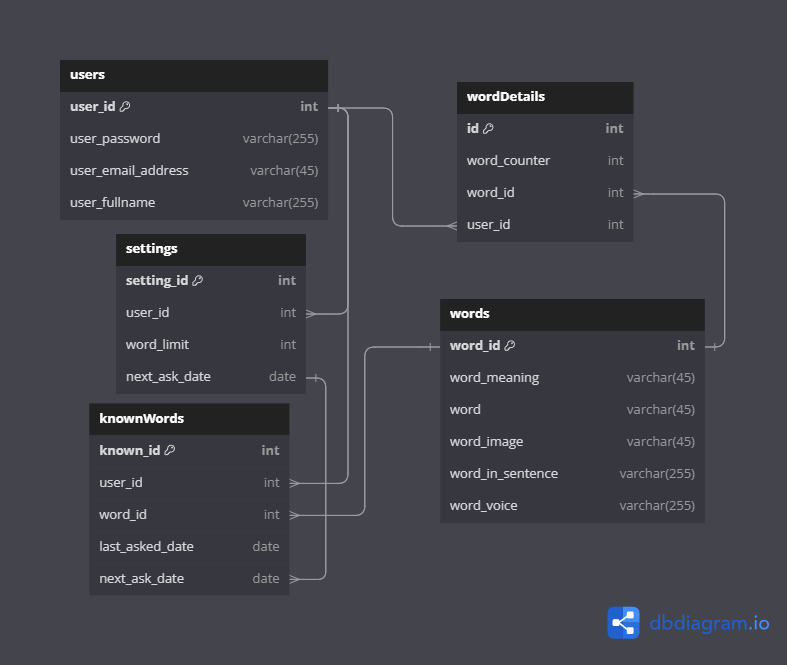 users
user_id int
user_password varchar(255)
user_email_address varchar(45)
user_fullname varchar(255)
settings
setting_id int
user_id int
word_limit int
next_ask_date date
knownWords
known_id int
user_id int
word_id int
last_asked_date date
next_ask_date date
wordDetails
id int
word_counter int
word_id int
user_id int
words
word_id int
word_meaning varchar(45)
word varchar(45)
word_image varchar(45)
word_in_sentence varchar(255)
word_voice varchar(255)
dbdiagram.io